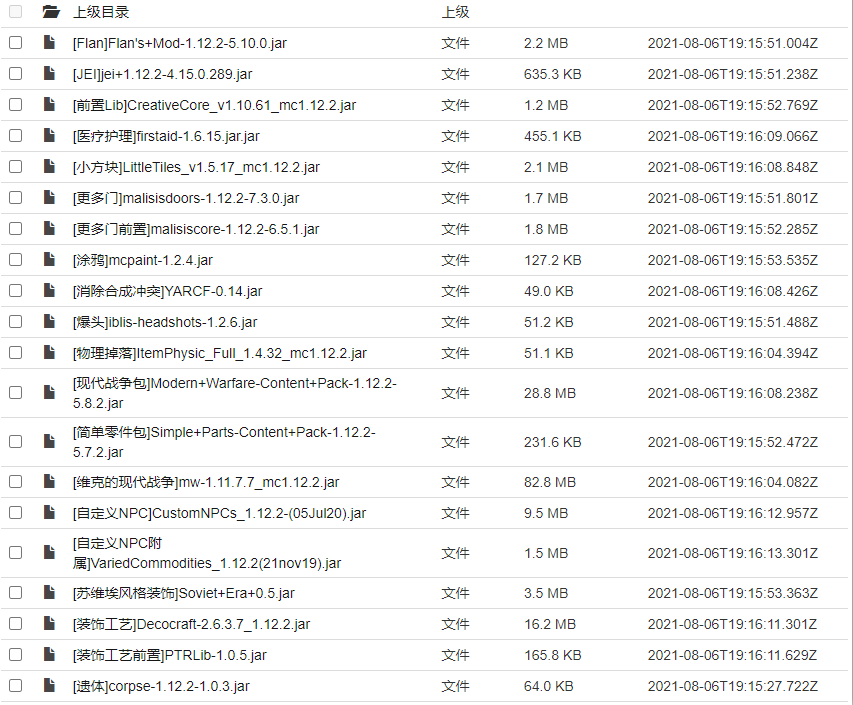 上级目录 上级
[Flan]Flan's+Mod-1.12.2-5.10.0.jar 文件 2.2 MB 2021-08-06T19:15:51.004Z
[JEI]jei+1.12.2-4.15.0.289.jar 文件 635.3 KB 2021-08-06T19:15:51.238Z
[前置Lib]CreativeCore_v1.10.61_mc1.12.2.jar 文件 1.2 MB 2021-08-06T19:15:52.769Z
[医疗护理]firstaid-1.6.15.jar.jar 文件 455.1 KB 2021-08-06T19:16:09.066Z
[小方块]LittleTiles_v1.5.17_mc1.12.2.jar 文件 2.1 MB 2021-08-06T19:16:08.848Z
[更多门]malisisdoors-1.12.2-7.3.0.jar 文件 1.7 MB 2021-08-06T19:15:51.801Z
[更多门前置]malisiscore-1.12.2-6.5.1.jar 文件 1.8 MB 2021-08-06T19:15:52.285Z
[涂鸦]mcpaint-1.2.4.jar 文件 127.2 KB 2021-08-06T19:15:53.535Z
[消除合成冲突]YARCF-0.14.jar 文件 49.0 KB 2021-08-06T19:16:08.426Z
[爆头]iblis-headshots-1.2.6.jar 文件 51.2 KB 2021-08-06T19:15:51.488Z
[物理掉落]ItemPhysic_Full_1.4.32_mc1.12.2.jar 文件 51.1 KB 2021-08-06T19:16:04.394Z
[现代战争包]Modern+Warfare-Content+Pack-1.12.2-
5.8.2.jar 文件 28.8 MB 2021-08-06T19:16:08.238Z
[简单零件包]Simple+Parts-Content+Pack-1.12.2-
5.7.2.jar 文件 231.6 KB 2021-08-06T19:15:52.472Z
[维克的现代战争]mw-1.11.7.7_mc1.12.2.jar 文件 82.8 MB 2021-08-06T19:16:04.082Z
[自定义NPC]CustomNPCs_1.12.2-(05Jul20).jar 文件 9.5 MB 2021-08-06T19:16:12.957Z
[自定义NPC附
属]VariedCommodities_1.12.2(21nov19).jar 文件 1.5 MB 2021-08-06T19:16:13.301Z
[苏维埃风格装饰]Soviet+Era+0.5.jar 文件 3.5 MB 2021-08-06T19:15:53.363Z
[装饰工艺]Decocraft-2.6.3.7_1.12.2.jar 文件 16.2 MB 2021-08-06T19:16:11.301Z
[装饰工艺前置]PTRLib-1.0.5.jar 文件 165.8 KB 2021-08-06T19:16:11.629Z
[遗体]corpse-1.12.2-1.0.3.jar 文件 64.0 KB 2021-08-06T19:15:27.722Z